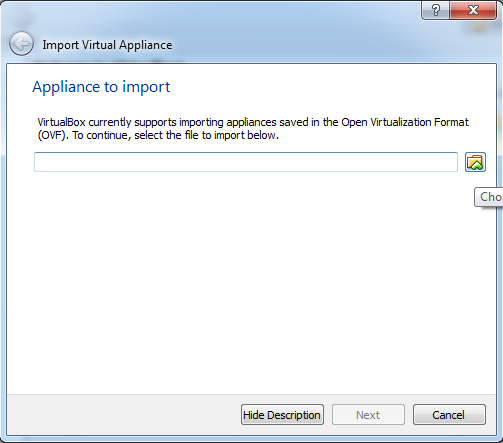 ?
Import Virtual Appliance
Appliance to import
VirtualBox currently supports importing appliances saved in the Open Virtualization Format
(OVF). To continue, select the file to import below.
Cho
Hide Description Next Cancel